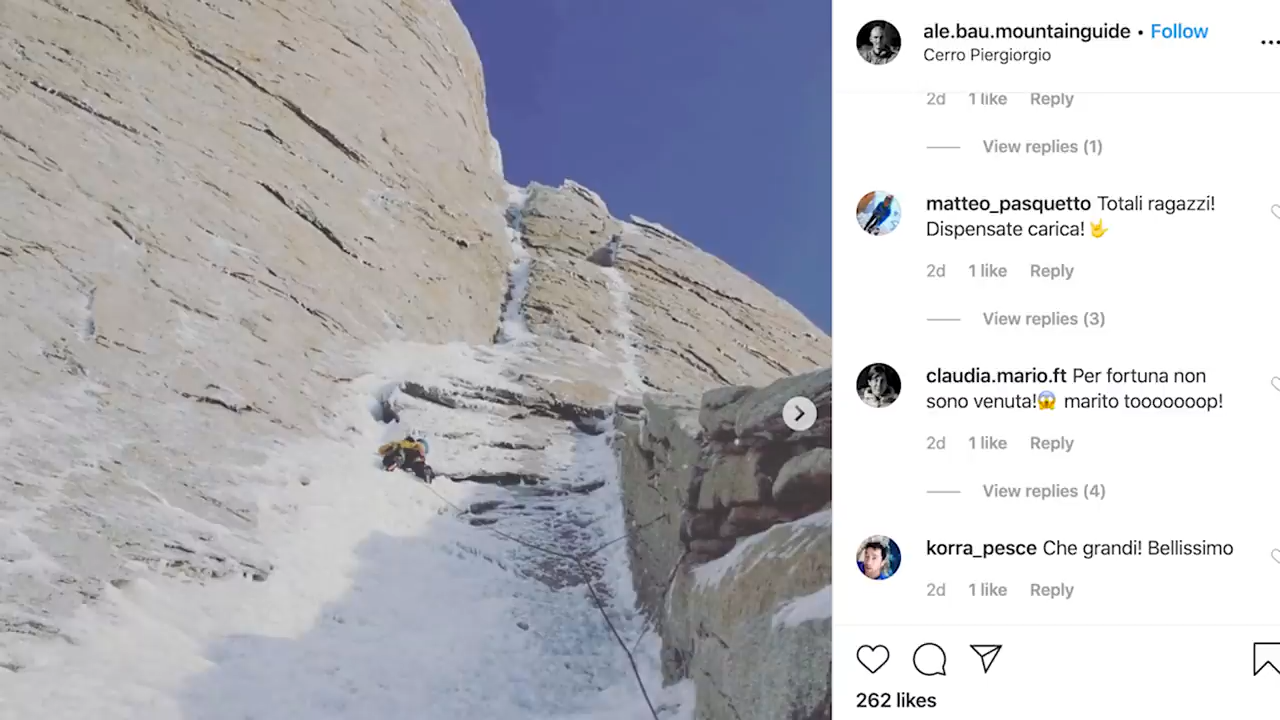 ale.bau.mountainguide • Follow
Cerro Piergiorgio
2d 1 like Reply
View replies (1)
matteo_pasquetto Totali ragazzi!
Dispensate carica!🤟
2d 1 like Reply
View replies (3)
claudia.mario.ft Per fortuna non
sono venuta!😱 marito tooooooop!
2d 1 like Reply
View replies (4)
korra_pesce Che grandi! Bellissimo
2d 1 like Reply
262 likes